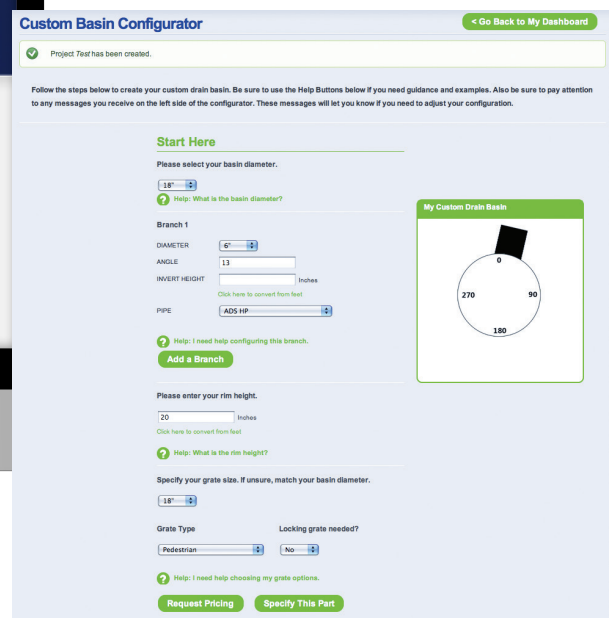 Custom Basin Configurator
< Go Back to My Dashboard
Project Test has been created.
Follow the steps below to create your custom drain basin. Be sure to use the Help Buttons below if you need guidance and examples. Also be sure to pay attention
to any messages you receive on the left side of the configurator. These messages will let you know if you need to adjust your configuration.
Start Here
Please select your basin diameter.
18"
? Help: What is the basin diameter?
Branch 1
DIAMETER 6"
ANGLE 13
INVERT HEIGHT Inches
Click here to convert from feet
PIPE ADS HP
? Help: I need help configuring this branch.
Add a Branch
Please enter your rim height.
20 Inches
Click here to convert from feet
? Help: What is the rim height?
Specify your grate size. If unsure, match your basin diameter.
18"
Grate Type Locking grate needed?
Pedestrian No
? Help: I need help choosing my grate options.
Request Pricing Specify This Part
My Custom Drain Basin
0
270 90
180